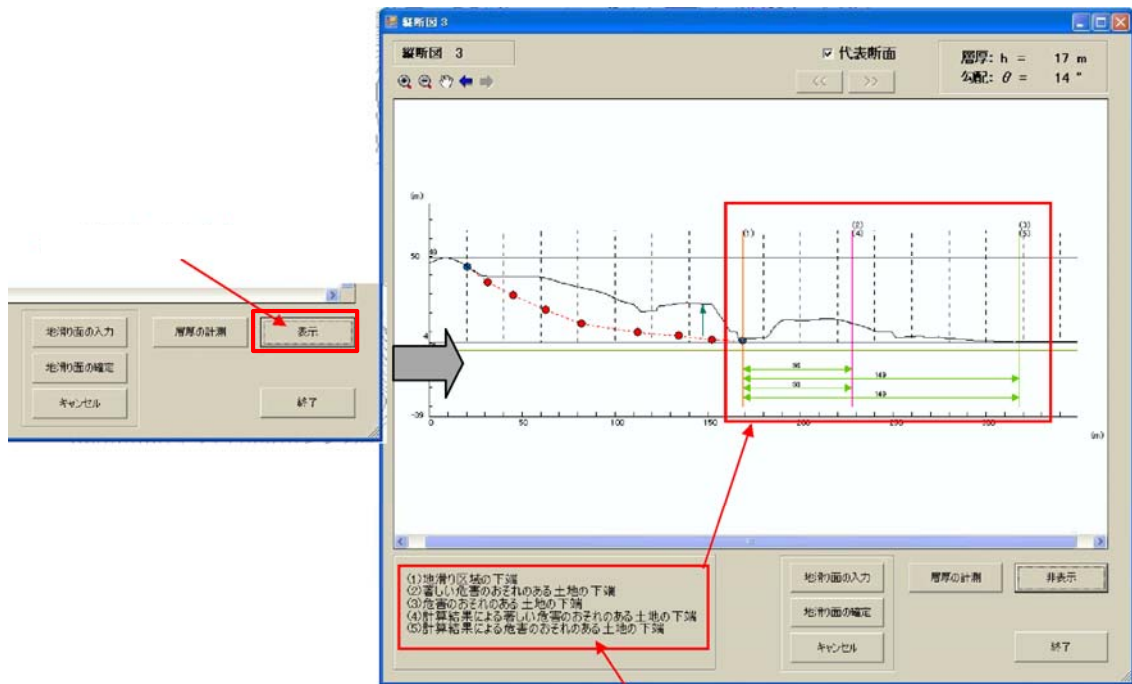 縦断図 3
縦断図 3
代表断面
層厚: h = 17 m
勾配: θ = 14 °
<< >>
(m)
(1)
(2)
(4)
(3)
(5)
50
149
149
-39
0 50 100 150 200 250 300
(m)
地滑り面の入力
層厚の計測
表示
地滑り面の確定
キャンセル
終了
(1)地滑り区域の下端
(2)著しい危害のおそれのある土地の下端
(3)危害のおそれのある土地の下端
(4)計算結果による著しい危害のおそれのある土地の下端
(5)計算結果による危害のおそれのある土地の下端
地滑り面の入力
層厚の計測
非表示
地滑り面の確定
キャンセル
終了